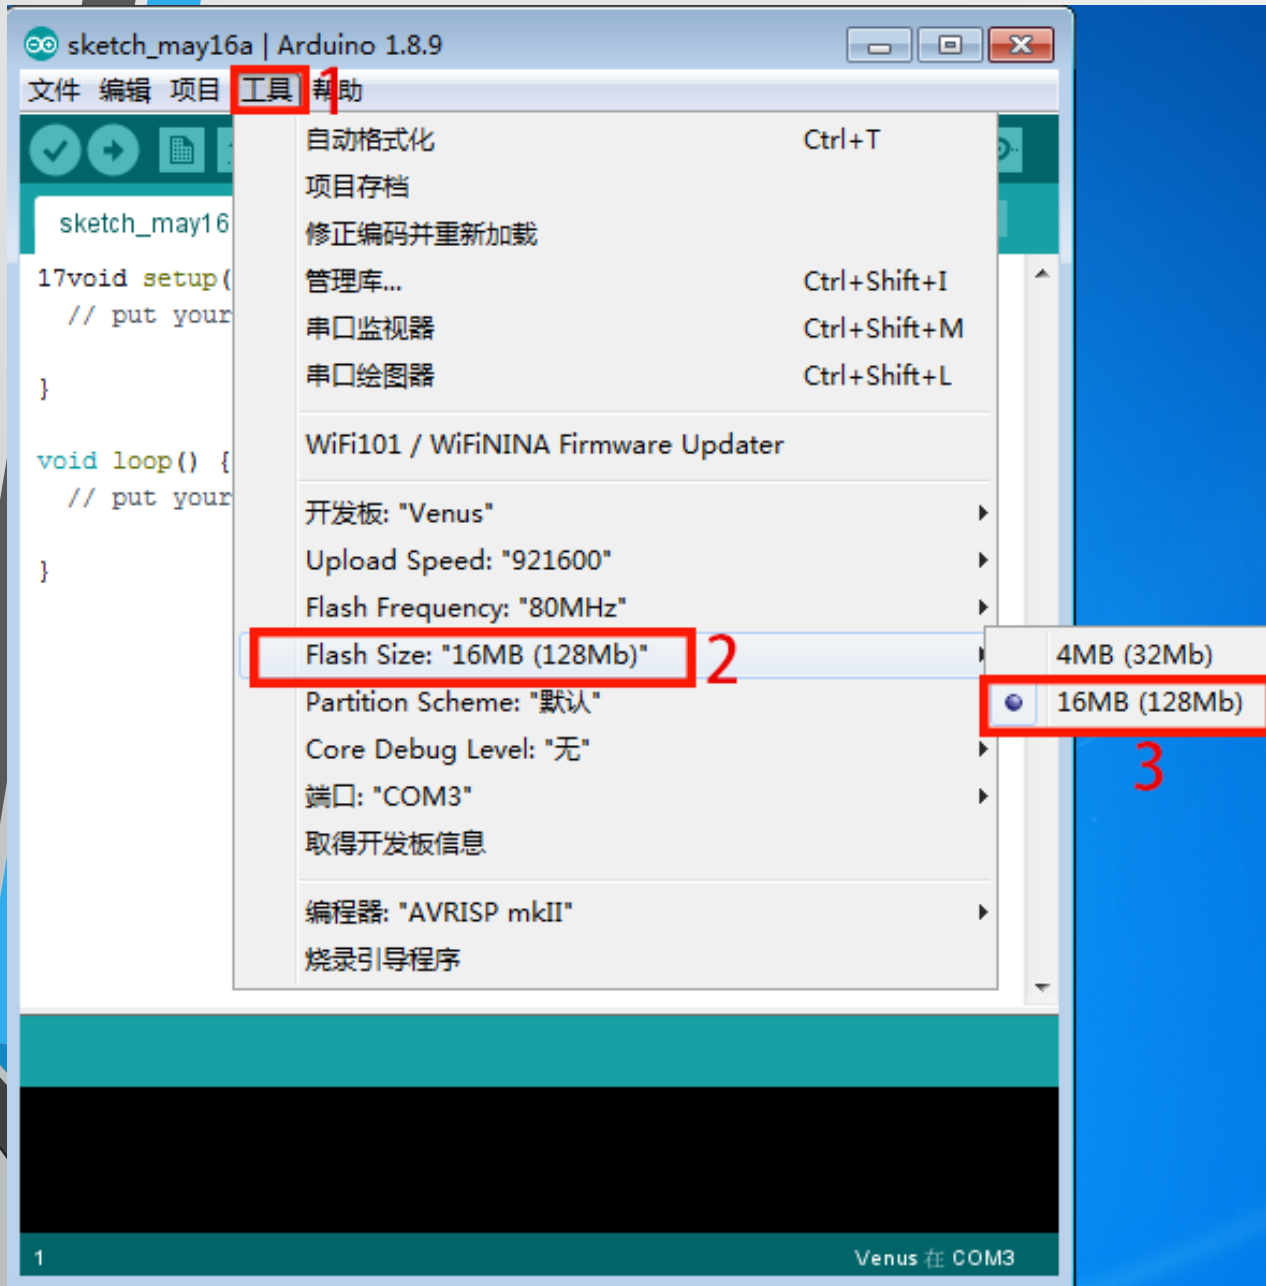 sketch_may16a | Arduino 1.8.9
文件 编辑 项目 工具 帮助
1
自动格式化 Ctrl+T
项目存档
sketch_may16
修正编码并重新加载
17void setup(
管理库... Ctrl+Shift+I
// put your
串口监视器 Ctrl+Shift+M
串口绘图器 Ctrl+Shift+L
}
WiFi101 / WiFiNINA Firmware Updater
void loop() {
// put your
开发板: "Venus"
Upload Speed: "921600"
}
Flash Frequency: "80MHz"
Flash Size: "16MB (128Mb)"
2
4MB (32Mb)
Partition Scheme: "默认"
16MB (128Mb)
3
Core Debug Level: "无"
端口: "COM3"
取得开发板信息
编程器: "AVRISP mkII"
烧录引导程序
1
Venus 在 COM3